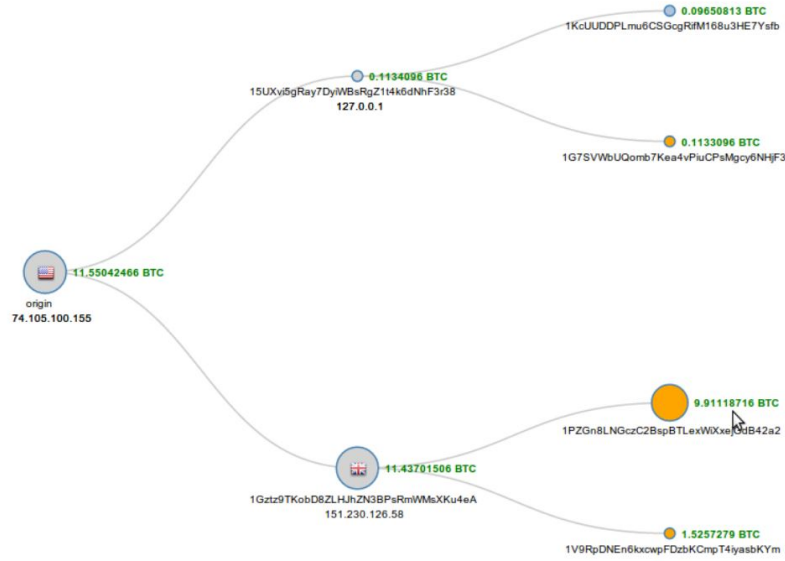 0.09650813 BTC
1KcUUDDPLmu6CSGcgRifM168u3HE7Ysfb
0.1134096 BTC
15UXvi5gRay7DyiWBsRgZ1t4k6dNhF3r38
127.0.0.1
0.1133096 BTC
1G7SVWbUQomb7Kea4vPiuCPsMgcy6NHjF3
11.55042466 BTC
origin
74.105.100.155
9.91118716 BTC
11.43701506 BTC
1Gztz9TKobD8ZLHJhZN3BPsRmWMsXKu4eA
151.230.126.58
1.5257279 BTC
1V9RpDNEn6kxcwpFDzbKCmpT4iyasbKYm